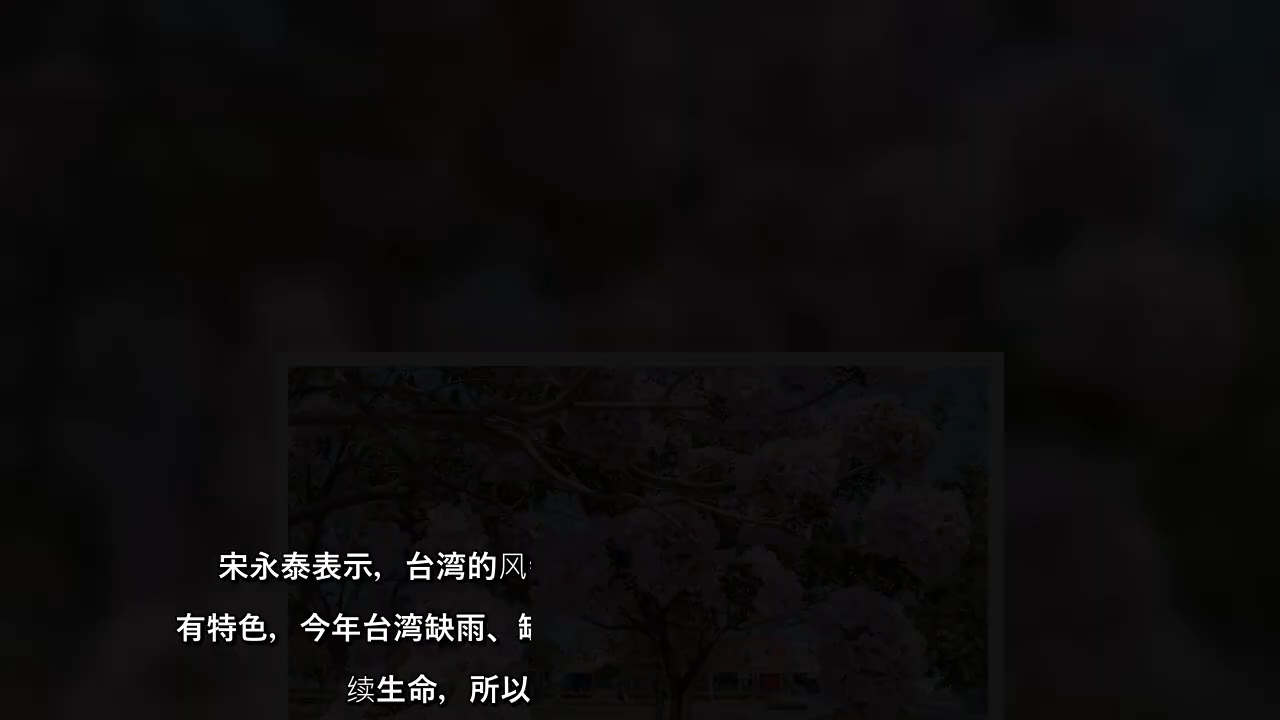 宋永泰表示，台湾的风
有特色，今年台湾缺雨、
续生命，所以